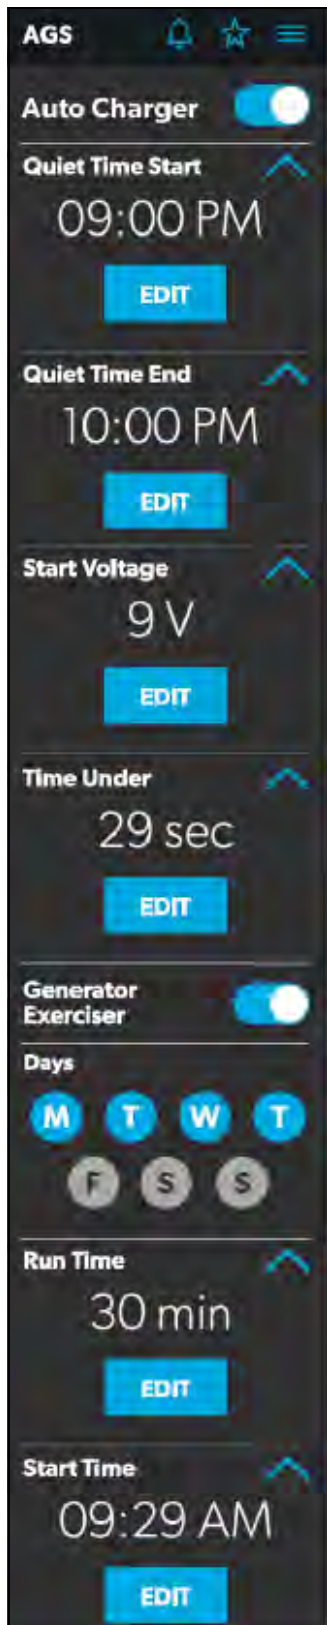 AGS
Auto Charger
Quiet Time Start
09:00 PM
EDIT
Quiet Time End
10:00 PM
EDIT
Start Voltage
9 V
EDIT
Time Under
29 sec
EDIT
Generator
Exerciser
Days
M T W T
F S S
Run Time
30 min
EDIT
Start Time
09:29 AM
EDIT